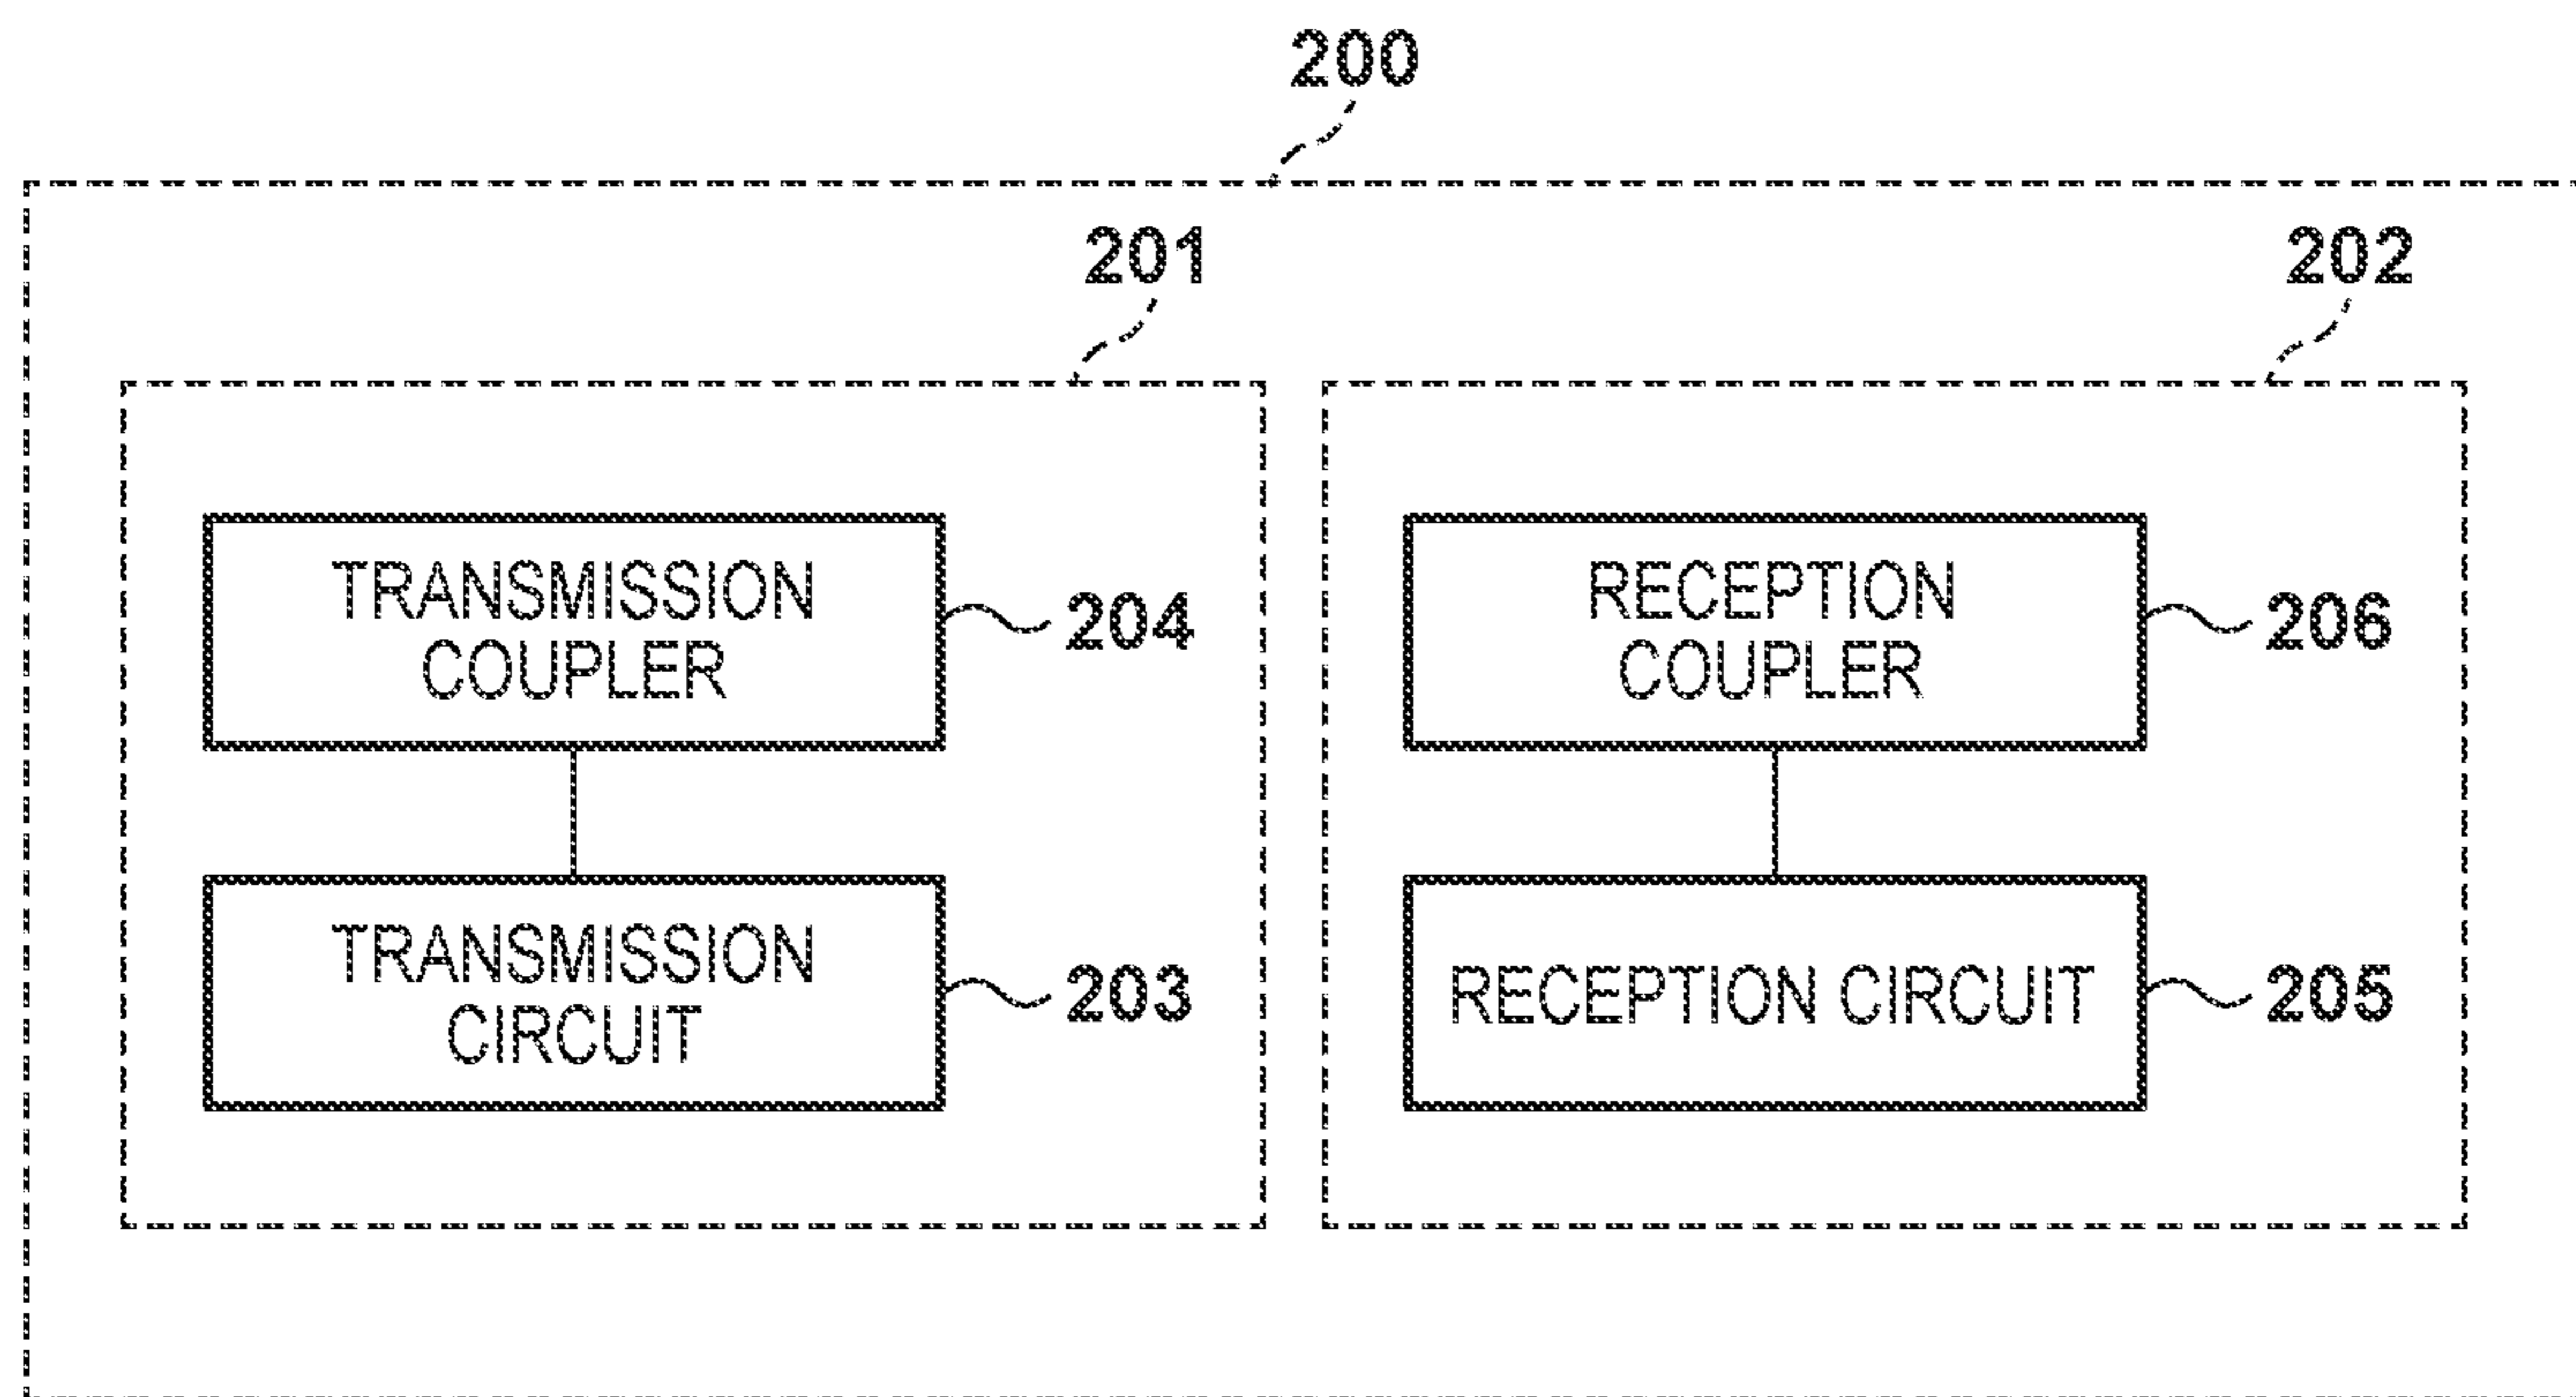 200
201
202
TRANSMISSION
COUPLER
204
RECEPTION
COUPLER
206
TRANSMISSION
CIRCUIT
203
RECEPTION CIRCUIT
205